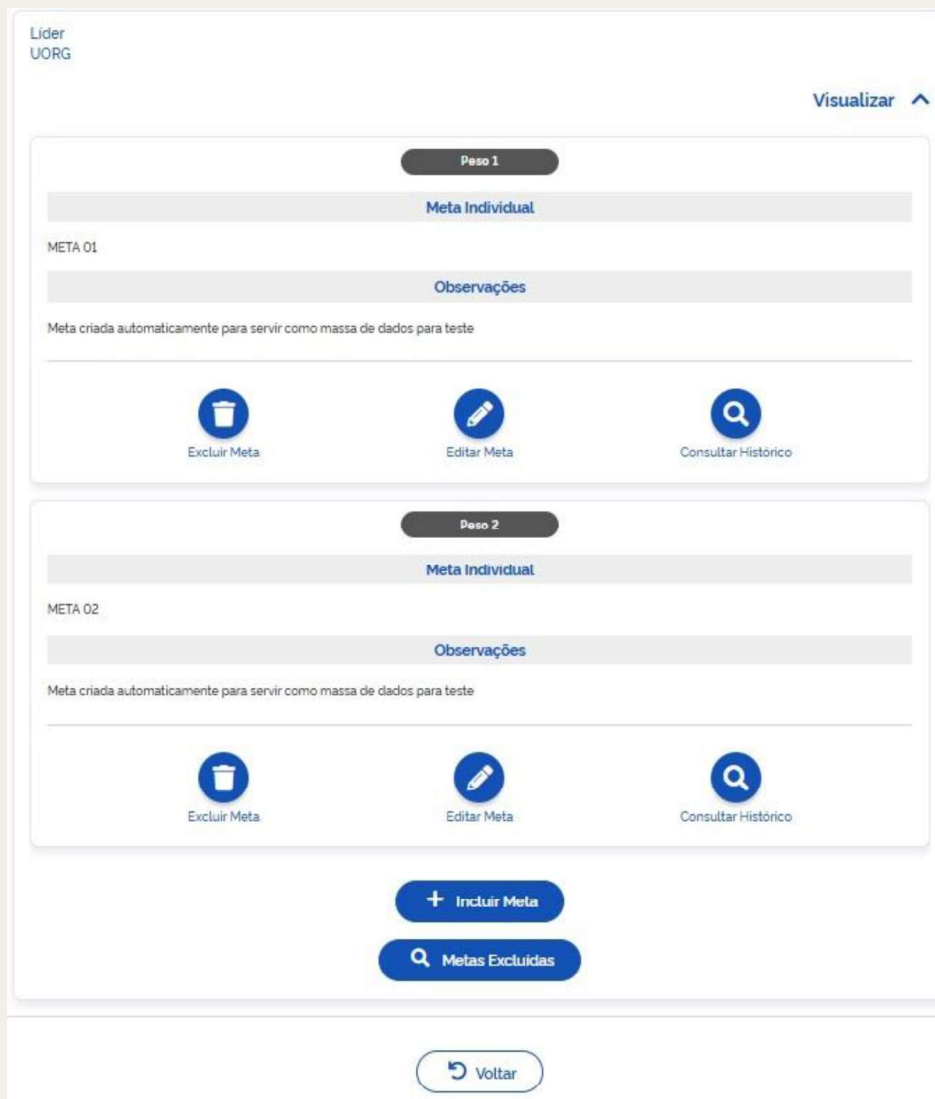 Líder
UORG
Visualizar
Peso 1
Meta Individual
META 01
Observações
Meta criada automaticamente para servir como massa de dados para teste
Excluir Meta
Editar Meta
Consultar Histórico
Peso 2
Meta Individual
META 02
Observações
Meta criada automaticamente para servir como massa de dados para teste
Excluir Meta
Editar Meta
Consultar Histórico
Incluir Meta
Metas Excluídas
Voltar